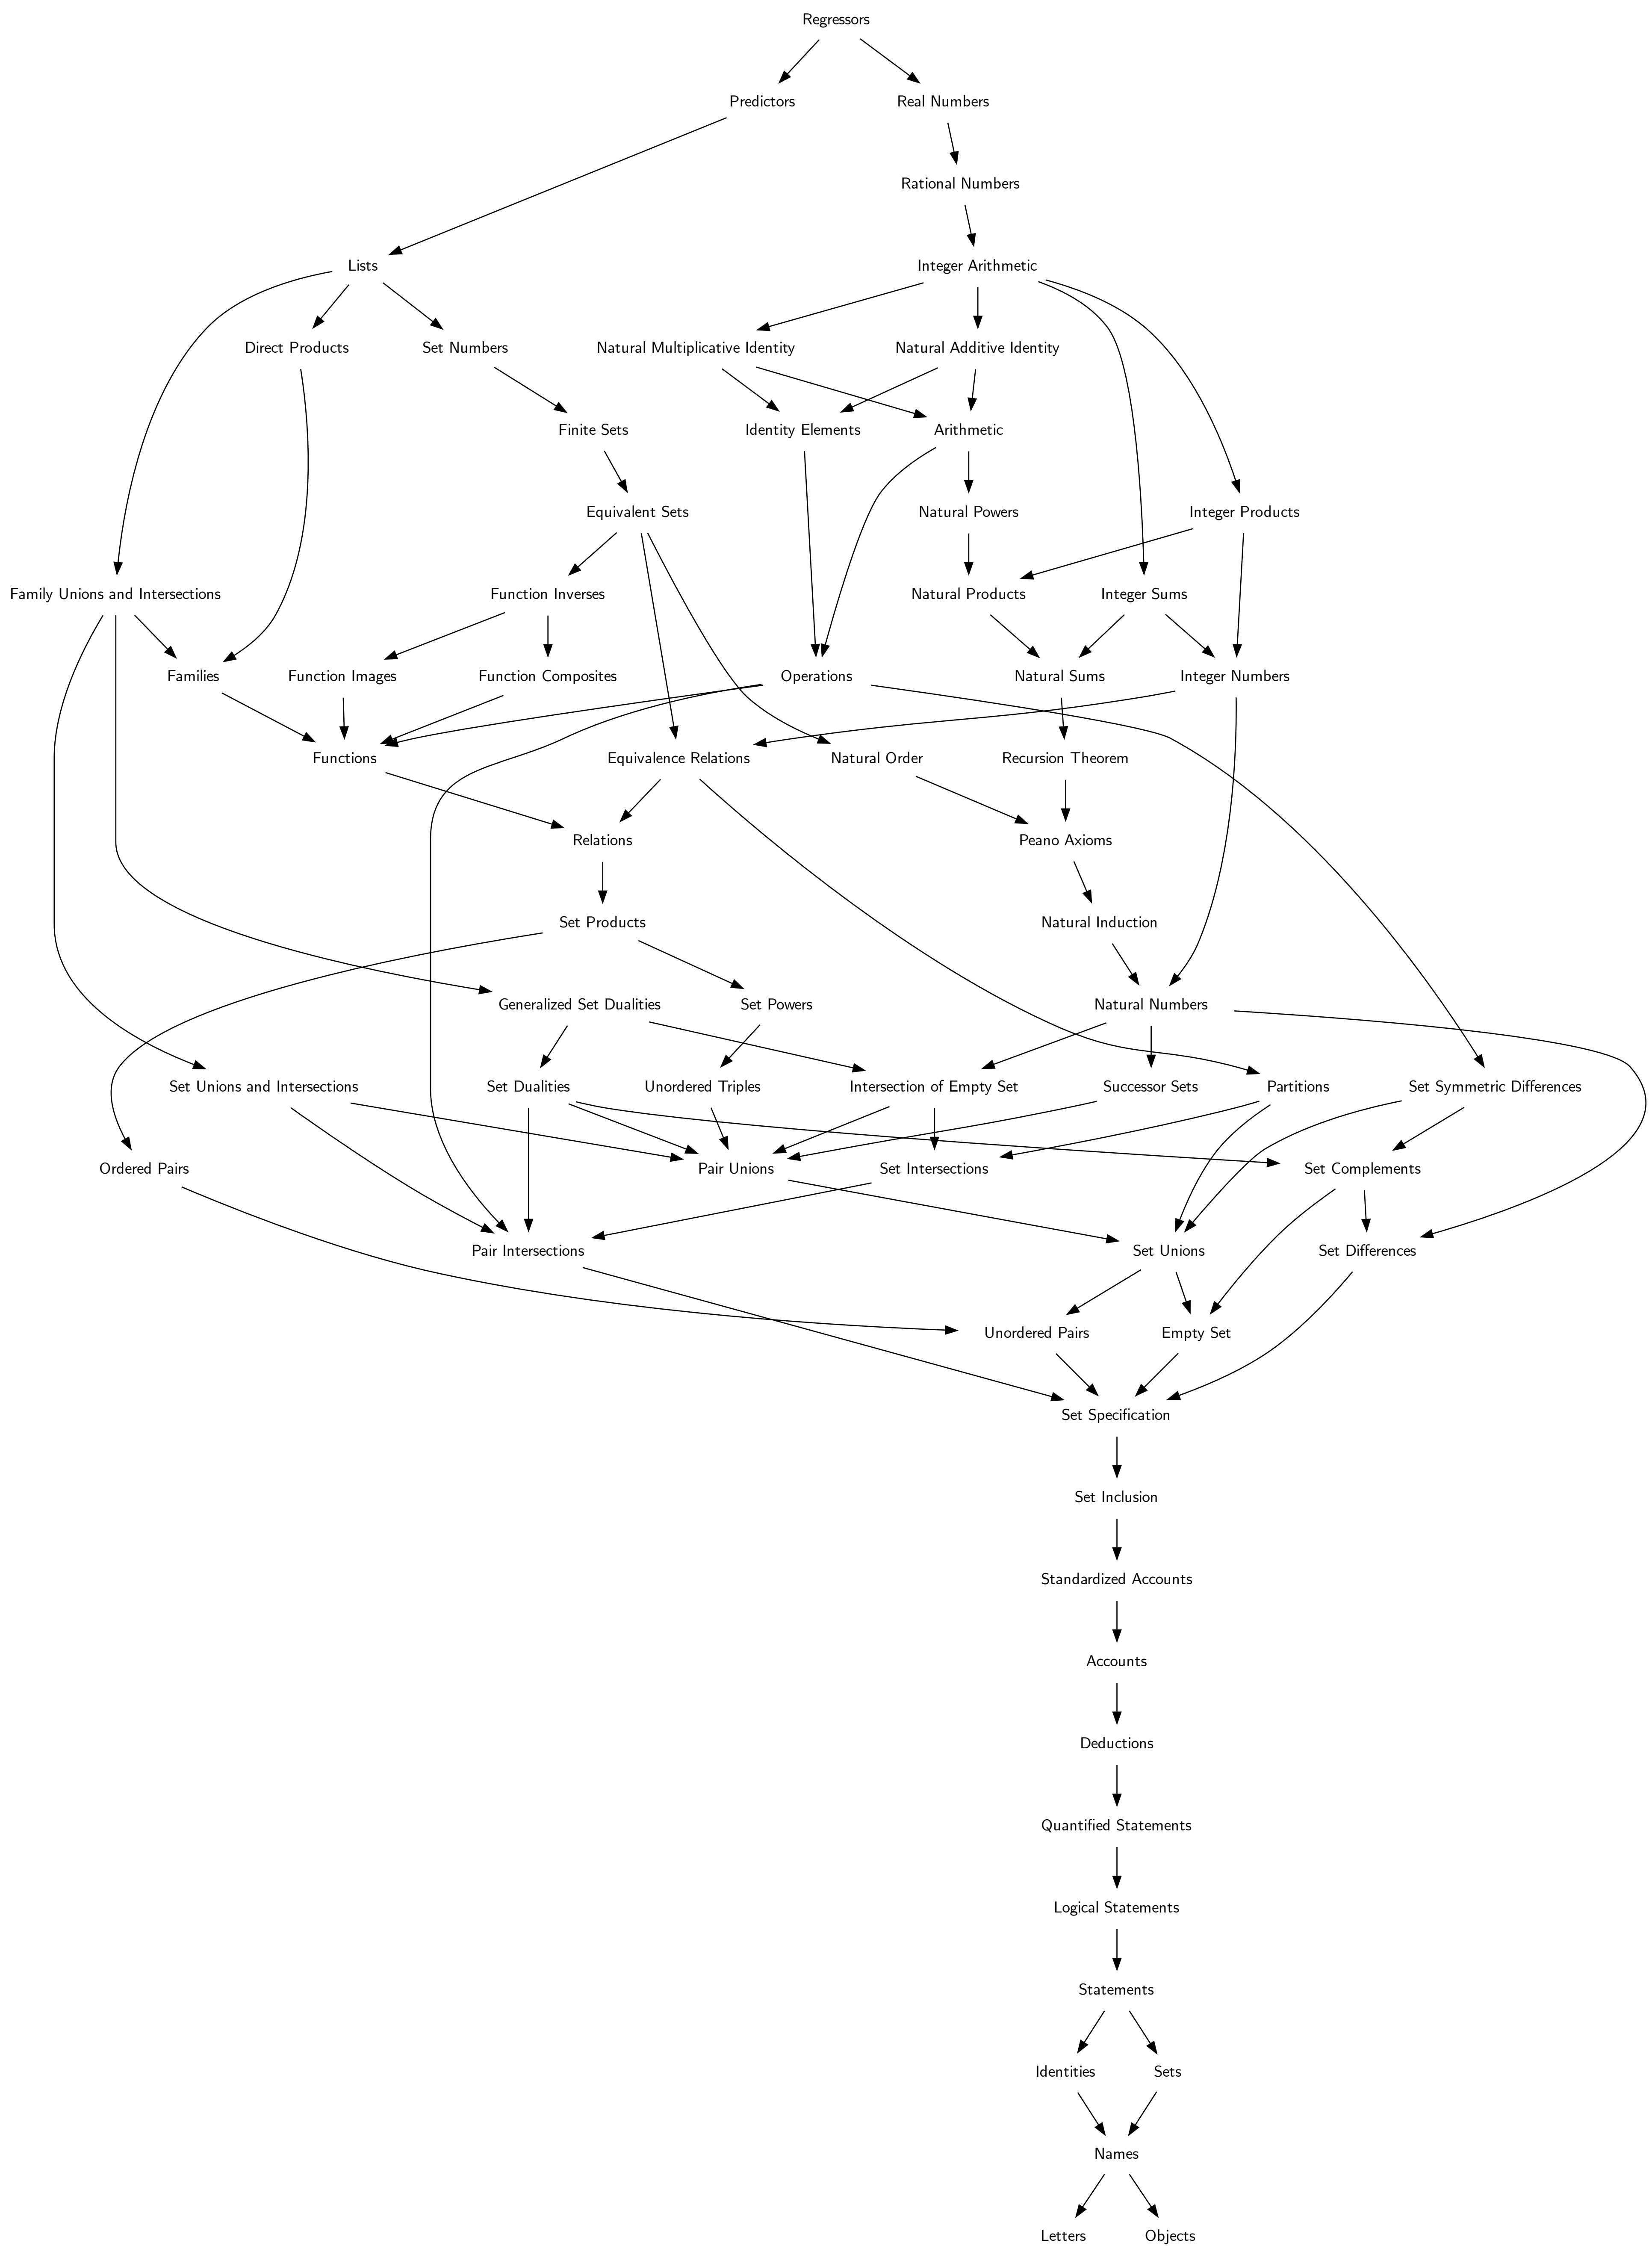 Regressors
Predictors
Real Numbers
Rational Numbers
Lists
Integer Arithmetic
Direct Products
Set Numbers
Natural Multiplicative Identity
Natural Additive Identity
Finite Sets
Identity Elements
Arithmetic
Equivalent Sets
Natural Powers
Integer Products
Family Unions and Intersections
Function Inverses
Natural Products
Integer Sums
Families
Function Images
Function Composites
Operations
Natural Sums
Integer Numbers
Functions
Equivalence Relations
Natural Order
Recursion Theorem
Relations
Peano Axioms
Set Products
Natural Induction
Generalized Set Dualities
Set Powers
Natural Numbers
Set Unions and Intersections
Set Dualities
Unordered Triples
Intersection of Empty Set
Successor Sets
Partitions
Set Symmetric Differences
Ordered Pairs
Pair Unions
Set Intersections
Set Complements
Pair Intersections
Set Unions
Set Differences
Unordered Pairs
Empty Set
Set Specification
Set Inclusion
Standardized Accounts
Accounts
Deductions
Quantified Statements
Logical Statements
Statements
Identities
Sets
Names
Letters
Objects